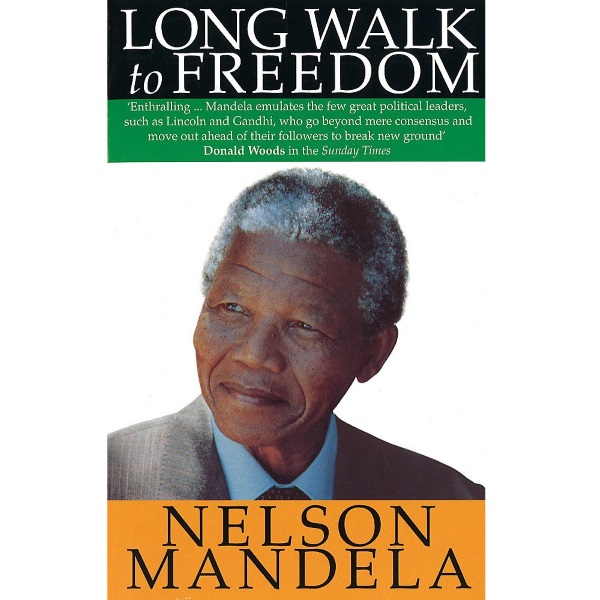 LONG WALK
to FREEDOM
‘Enthralling ... Mandela emulates the few great political leaders,
such as Lincoln and Gandhi, who go beyond mere consensus and
move out ahead of their followers to break new ground’
Donald Woods in the Sunday Times
NELSON
MANDELA